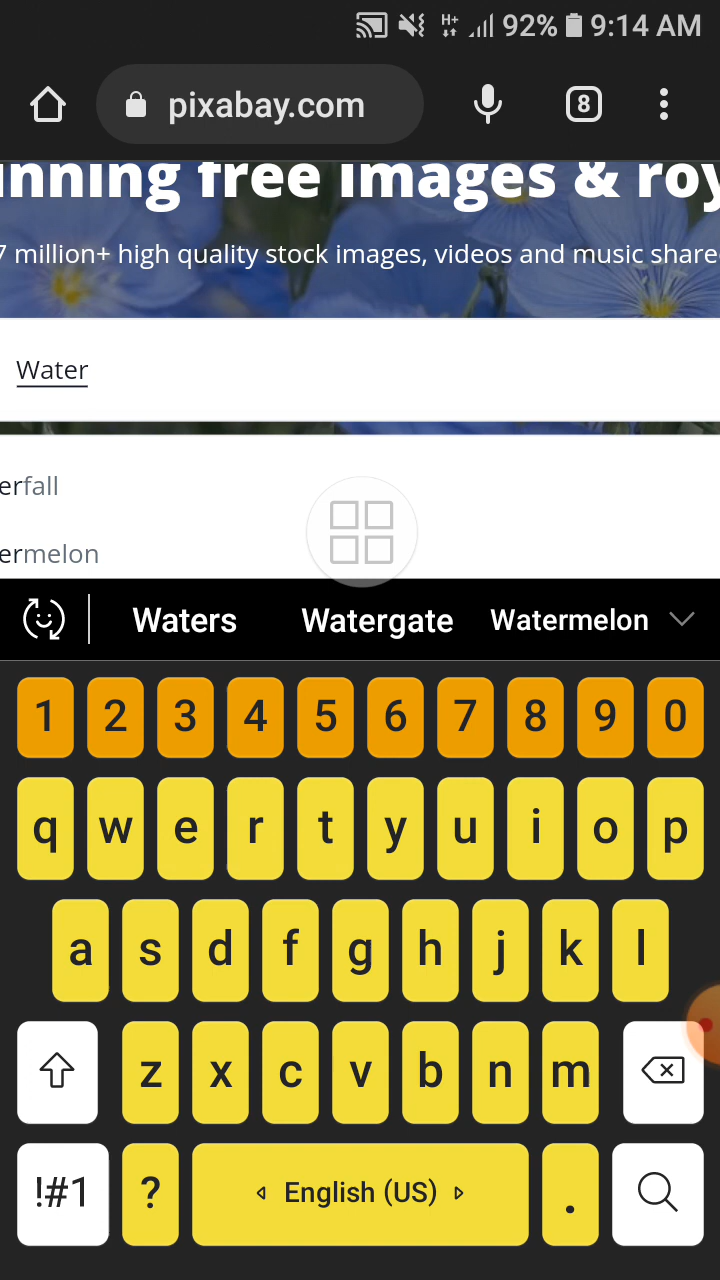 H+ 92% 9:14 AM
pixabay.com 8
nning free images & roy
7 million+ high quality stock images, videos and music share
Water
erfall
ermelon
Waters Watergate Watermelon
1 2 3 4 5 6 7 8 9 0
q w e r t y u i o p
a s d f g h j k l
z x c v b n m
!#1 ? English (US) .